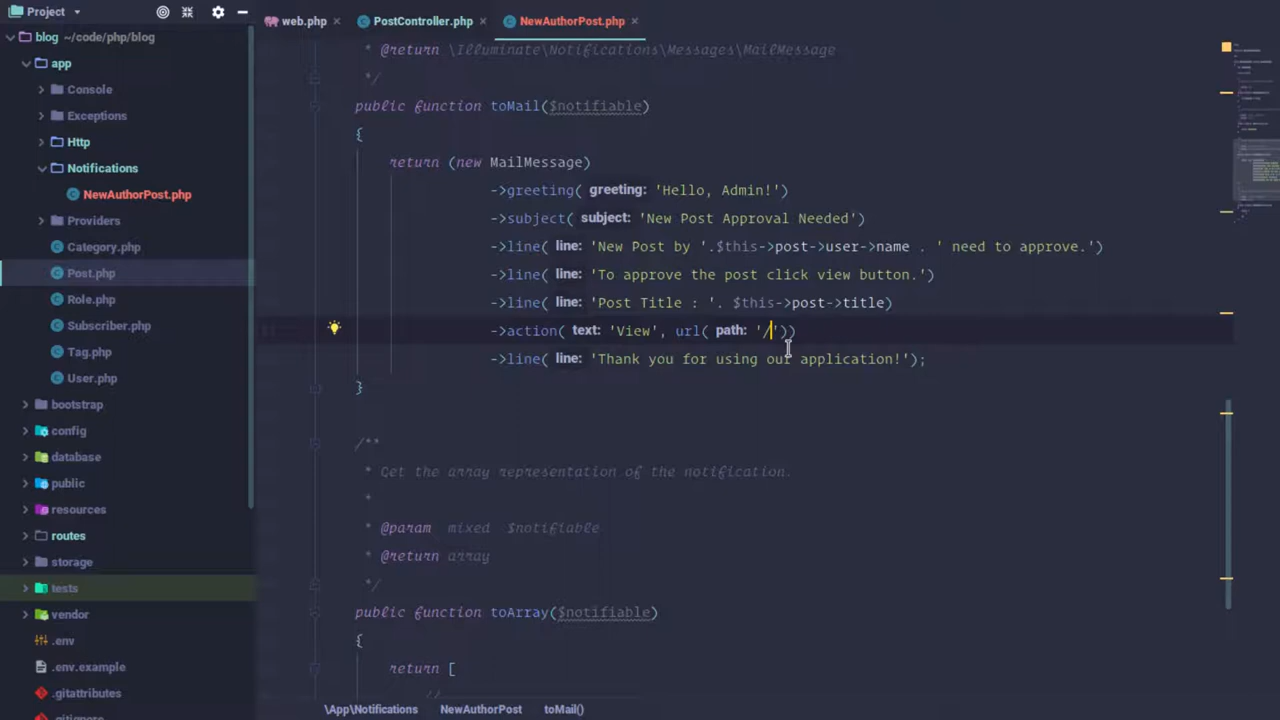 Project
web.php
PostController.php
NewAuthorPost.php
blog ~/code/php/blog
app
Console
Exceptions
Http
Notifications
NewAuthorPost.php
Providers
Category.php
Post.php
Role.php
Subscriber.php
Tag.php
User.php
bootstrap
config
database
public
resources
routes
storage
tests
vendor
.env
.env.example
.gitattributes
.gitignore
* @return \Illuminate\Notifications\Messages\MailMessage
*/
public function toMail($notifiable)
{
return (new MailMessage)
->greeting( greeting: 'Hello, Admin!')
->subject( subject: 'New Post Approval Needed')
->line( line: 'New Post by '.$this->post->user->name . ' need to approve.')
->line( line: 'To approve the post click view button.')
->line( line: 'Post Title : '. $this->post->title)
->action( text: 'View', url( path: '/'))
->line( line: 'Thank you for using our application!');
}
/**
* Get the array representation of the notification.
*
* @param mixed $notifiable
* @return array
*/
public function toArray($notifiable)
{
return [
//
\App\Notifications
NewAuthorPost
toMail()